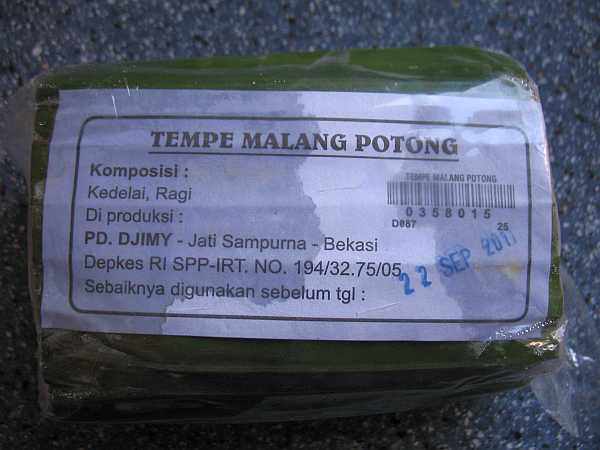 TEMPE MALANG POTONG
Komposisi :
Kedelai, Ragi
Di produksi :
PD. DJIMY - Jati Sampurna - Bekasi
Depkes RI SPP-IRT. NO. 194/32.75/05
Sebaiknya digunakan sebelum tgl :
22 SEP 2011
TEMPE MALANG POTONG
0358015
D087 25